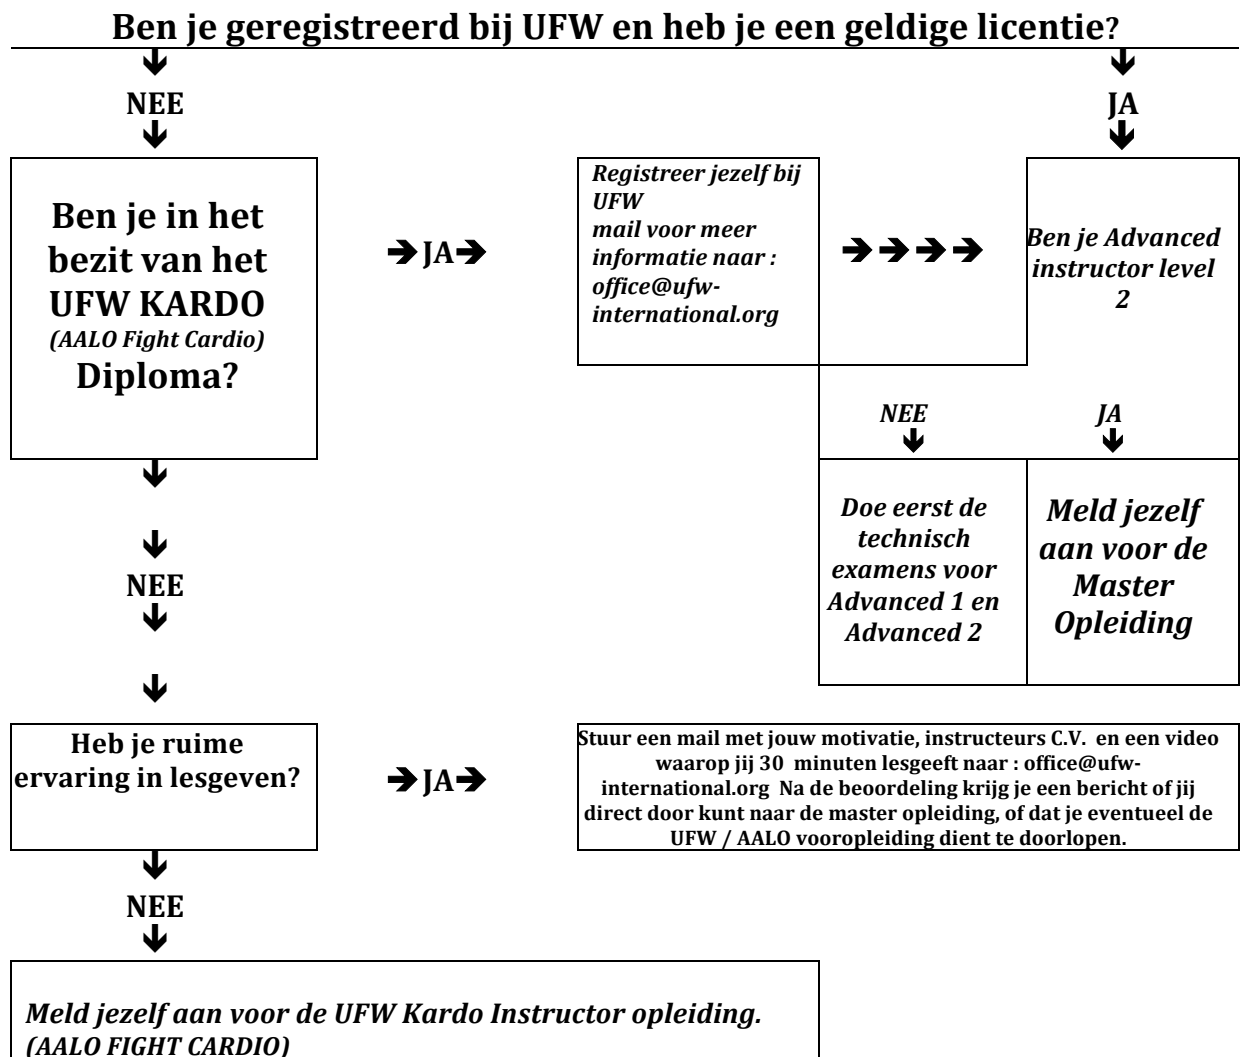 Ben je geregistreerd bij UFW en heb je een geldige licentie?
NEE
JA
Ben je in het
bezit van het
UFW KARDO
(AALO Fight Cardio)
Diploma?
➔JA➔
Registreer jezelf bij
UFW
mail voor meer
informatie naar :
office@ufw-
international.org
➔➔➔➔
Ben je Advanced
instructor level
2
NEE
JA
Doe eerst de
technisch
examens voor
Advanced 1 en
Advanced 2
Meld jezelf
aan voor de
Master
Opleiding
NEE
Heb je ruime
ervaring in lesgeven?
➔JA➔
Stuur een mail met jouw motivatie, instructeurs C.V. en een video
waarop jij 30 minuten lesgeeft naar : office@ufw-
international.org Na de beoordeling krijg je een bericht of jij
direct door kunt naar de master opleiding, of dat je eventueel de
UFW / AALO vooropleiding dient te doorlopen.
NEE
Meld jezelf aan voor de UFW Kardo Instructor opleiding.
(AALO FIGHT CARDIO)